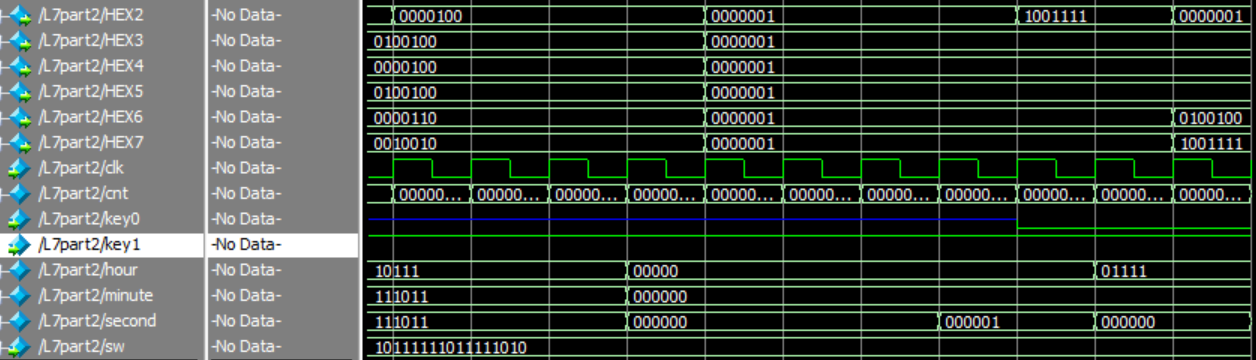 /L7part2/HEX2 -No Data- 0000100 0000001 1001111 0000001
/L7part2/HEX3 -No Data- 0100100 0000001
/L7part2/HEX4 -No Data- 0000100 0000001
/L7part2/HEX5 -No Data- 0100100 0000001
/L7part2/HEX6 -No Data- 0000110 0000001 0100100
/L7part2/HEX7 -No Data- 0010010 0000001 1001111
/L7part2/clk -No Data-
/L7part2/cnt -No Data- 00000... 00000... 00000... 00000... 00000... 00000... 00000... 00000... 00000... 00000... 00000...
/L7part2/key0 -No Data-
/L7part2/key1 -No Data-
/L7part2/hour -No Data- 10111 00000 01111
/L7part2/minute -No Data- 111011 000000
/L7part2/second -No Data- 111011 000000 000001 000000
/L7part2/sw -No Data- 10111111011111010